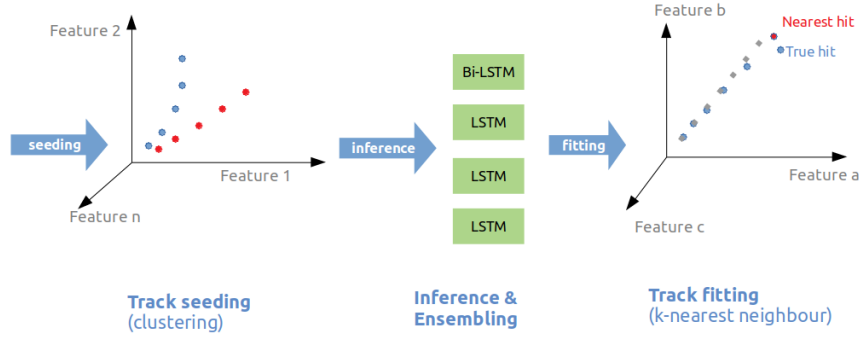 Feature 2
seeding
Feature 1
Feature n
inference
Bi-LSTM
LSTM
LSTM
LSTM
fitting
Feature b
Nearest hit
True hit
Feature a
Feature c
Track seeding
(clustering)
Inference &
Ensembling
Track fitting
(k-nearest neighbour)